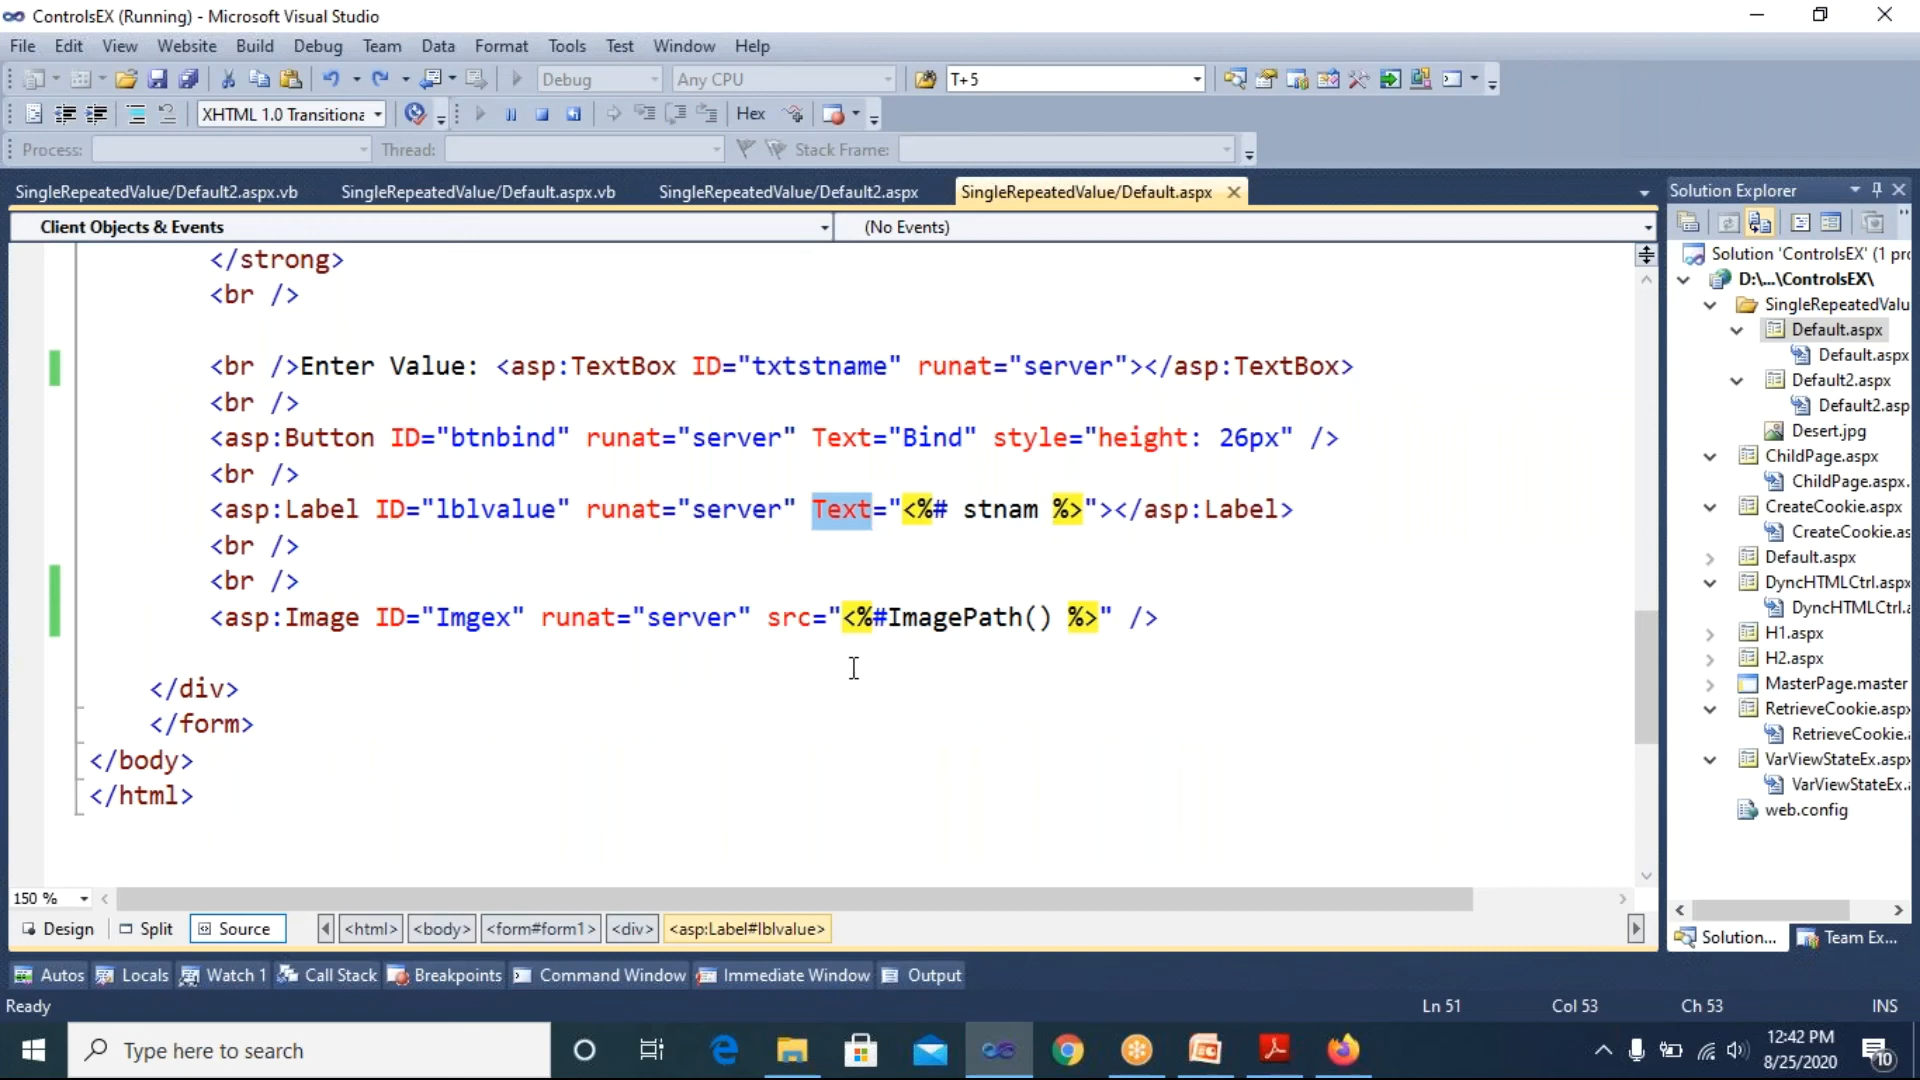 ControlsEX (Running) - Microsoft Visual Studio
File Edit View Website Build Debug Team Data Format Tools Test Window Help
Debug Any CPU T+5
XHTML 1.0 Transitiona Hex
Process: Thread: Stack Frame:
SingleRepeatedValue/Default2.aspx.vb SingleRepeatedValue/Default.aspx.vb SingleRepeatedValue/Default2.aspx SingleRepeatedValue/Default.aspx
Client Objects & Events (No Events)
</strong>
<br />
<br />Enter Value: <asp:TextBox ID="txtstname" runat="server"></asp:TextBox>
<br />
<asp:Button ID="btnbind" runat="server" Text="Bind" style="height: 26px" />
<br />
<asp:Label ID="lblvalue" runat="server" Text="<%# stnam %>"></asp:Label>
<br />
<br />
<asp:Image ID="Imgex" runat="server" src="<%#ImagePath() %>" />
</div>
</form>
</body>
</html>
150 %
Design Split Source <html> <body> <form#form1> <div> <asp:Label#lblvalue>
Solution Explorer
Solution 'ControlsEX' (1 pro
D:\...\ControlsEX\
SingleRepeatedValu
Default.aspx
Default.aspx
Default2.aspx
Default2.asp
Desert.jpg
ChildPage.aspx
ChildPage.aspx.
CreateCookie.aspx
CreateCookie.as
Default.aspx
DyncHTMLCtrl.aspx
DyncHTMLCtrl.a
H1.aspx
H2.aspx
MasterPage.master
RetrieveCookie.aspx
RetrieveCookie.a
VarViewStateEx.aspx
VarViewStateEx.a
web.config
Solution... Team Ex...
Autos Locals Watch 1 Call Stack Breakpoints Command Window Immediate Window Output
Ready Ln 51 Col 53 Ch 53 INS
Type here to search
12:42 PM
8/25/2020
10